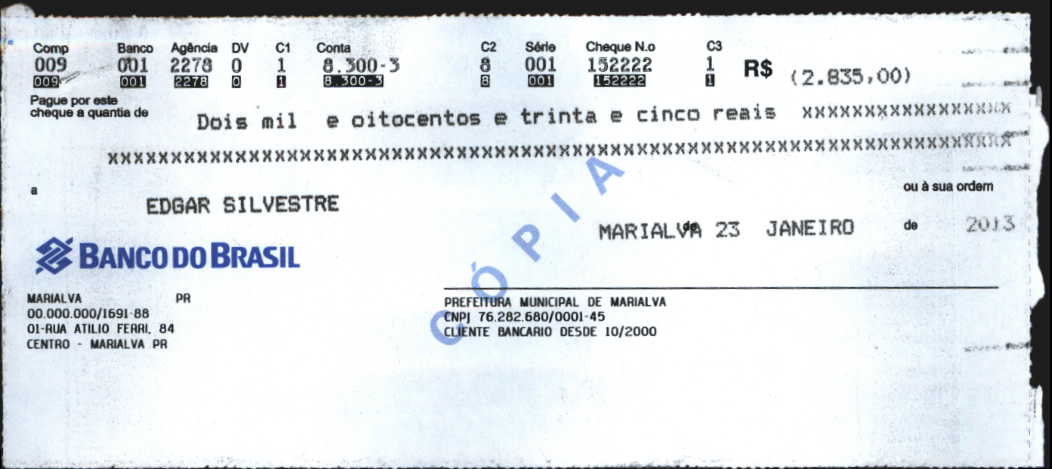 Comp Banco Agência DV C1 Conta C2 Série Cheque N.o C3
009 001 2278 0 1 8.300-3 8 001 152222 1 R$ (2.835,00)
009 001 2278 0 1 8 300-3 8 001 152222 1
Pague por este
cheque a quantia de Dois mil e oitocentos e trinta e cinco reais xxxxxxxxxxxxxxxxxxxx
xxxxxxxxxxxxxxxxxxxxxxxxxxxxxxxxxxxxxxxxxxxxxxxxxxxxxxxxxxxxxxxxxxxxxxxxxxxxxxxxxxxxxx
a EDGAR SILVESTRE ou à sua ordem
MARIALVA de 23 JANEIRO de 2013
BANCO DO BRASIL
CÓPIA
MARIALVA PR
00.000.000/1691-88
01-RUA ATILIO FERRI, 84
CENTRO - MARIALVA PR
PREFEITURA MUNICIPAL DE MARIALVA
CNPJ 76.282.680/0001-45
CLIENTE BANCARIO DESDE 10/2000